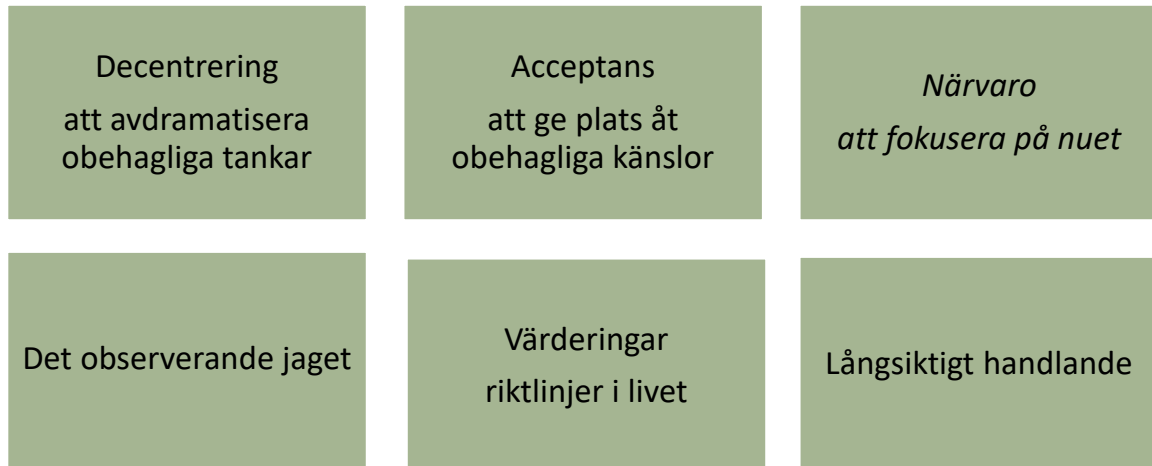 Decentrering
att avdramatisera
obehagliga tankar
Acceptans
att ge plats åt
obehagliga känslor
Närvaro
att fokusera på nuet
Det observerande jaget
Värderingar
riktlinjer i livet
Långsiktigt handlande